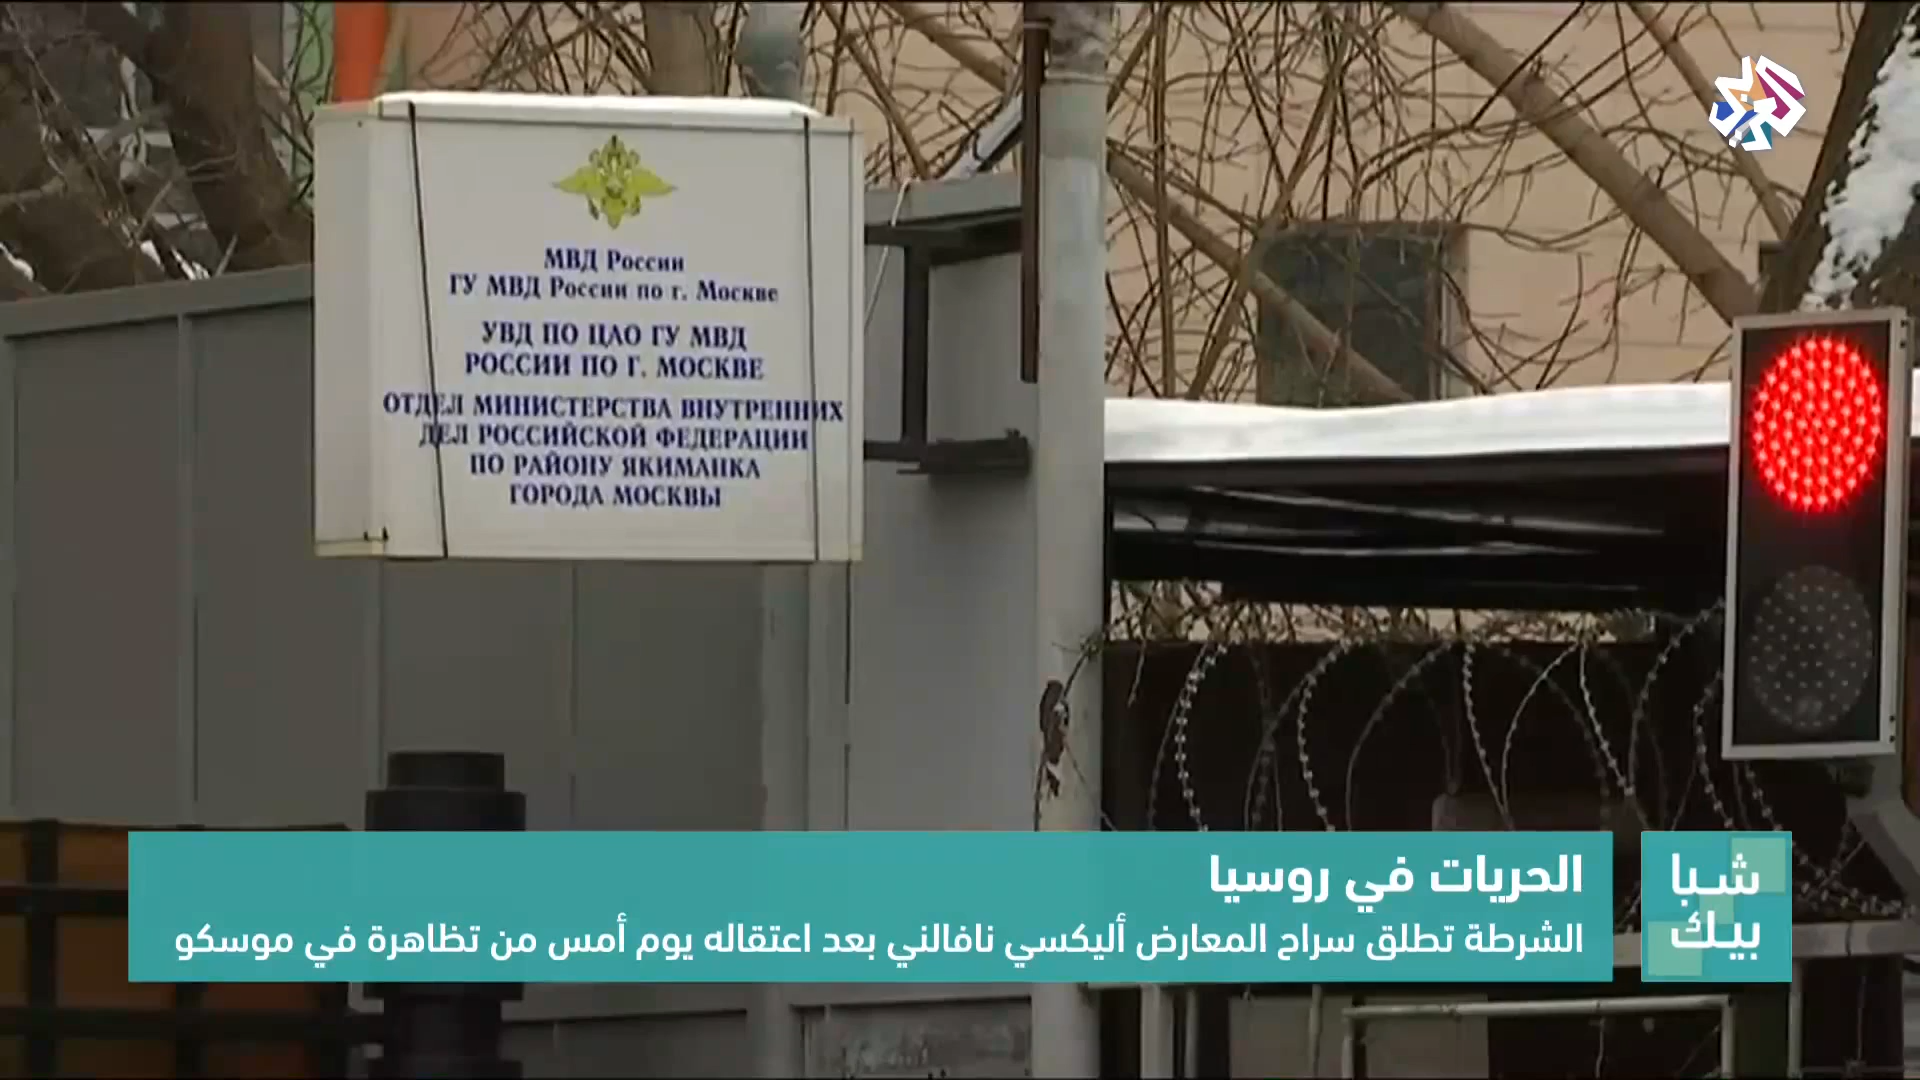 МВД России
ГУ МВД России по г. Москве
УВД ПО ЦАО ГУ МВД
РОССИИ ПО Г. МОСКВЕ
ОТДЕЛ МИНИСТЕРСТВА ВНУТРЕННИХ
ДЕЛ РОССИЙСКОЙ ФЕДЕРАЦИИ
ПО РАЙОНУ ЯКИМАНКА
ГОРОДА МОСКВЫ
الحريات في روسيا
الشرطة تطلق سراح المعارض أليكسي نافالني بعد اعتقاله يوم أمس من تظاهرة في موسكو
شبا
بيك